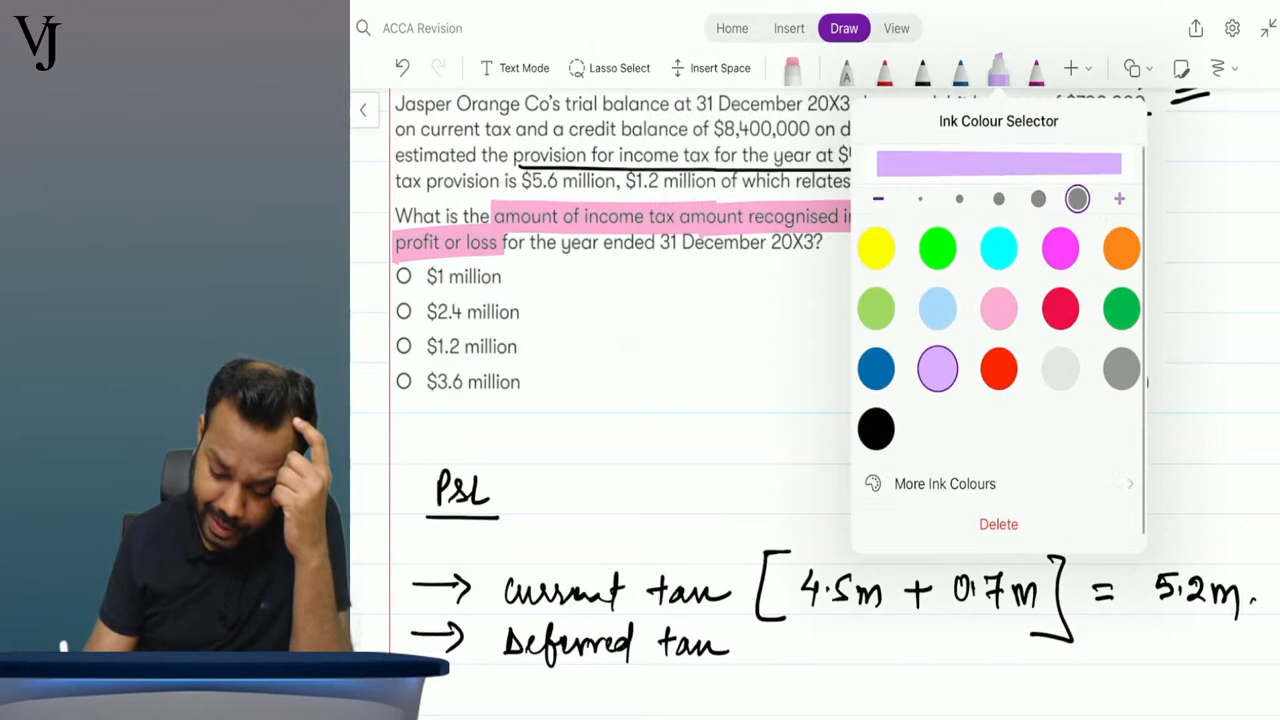 VJ
ACCA Revision
Home Insert Draw View
Text Mode Lasso Select Insert Space
Jasper Orange Co's trial balance at 31 December 20X3
on current tax and a credit balance of $8,400,000 on d
estimated the provision for income tax for the year at $
tax provision is $5.6 million, $1.2 million of which relates
What is the amount of income tax amount recognised in
profit or loss for the year ended 31 December 20X3?
$1 million
$2.4 million
$1.2 million
$3.6 million
Ink Colour Selector
More Ink Colours
Delete
P&L
→ Current tax [4.5m + 0.7m] = 5.2m.
→ Deferred tax